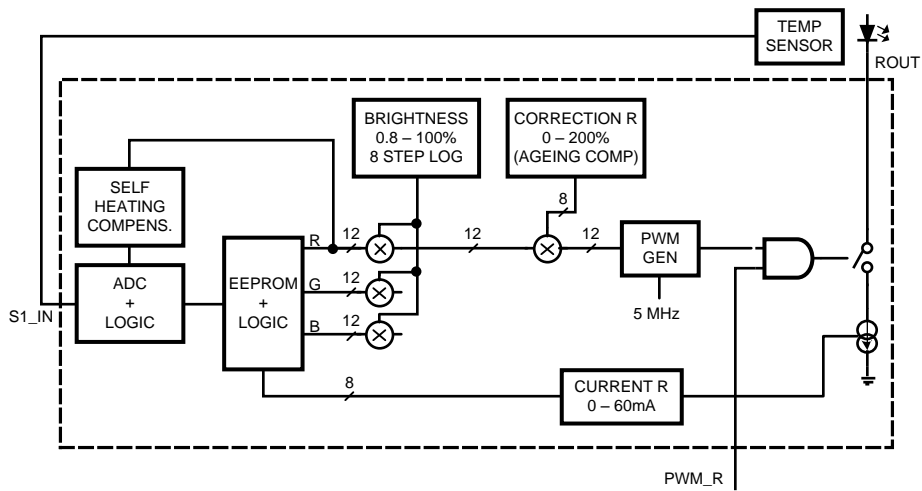 TEMP
SENSOR
ROUT
BRIGHTNESS
0.8 – 100%
8 STEP LOG
CORRECTION R
0 – 200%
(AGEING COMP)
SELF
HEATING
COMPENS.
8
R
12
12
12
PWM
GEN
EEPROM
+
LOGIC
ADC
+
LOGIC
G
12
B
12
S1_IN
5 MHz
8
CURRENT R
0 – 60mA
PWM_R